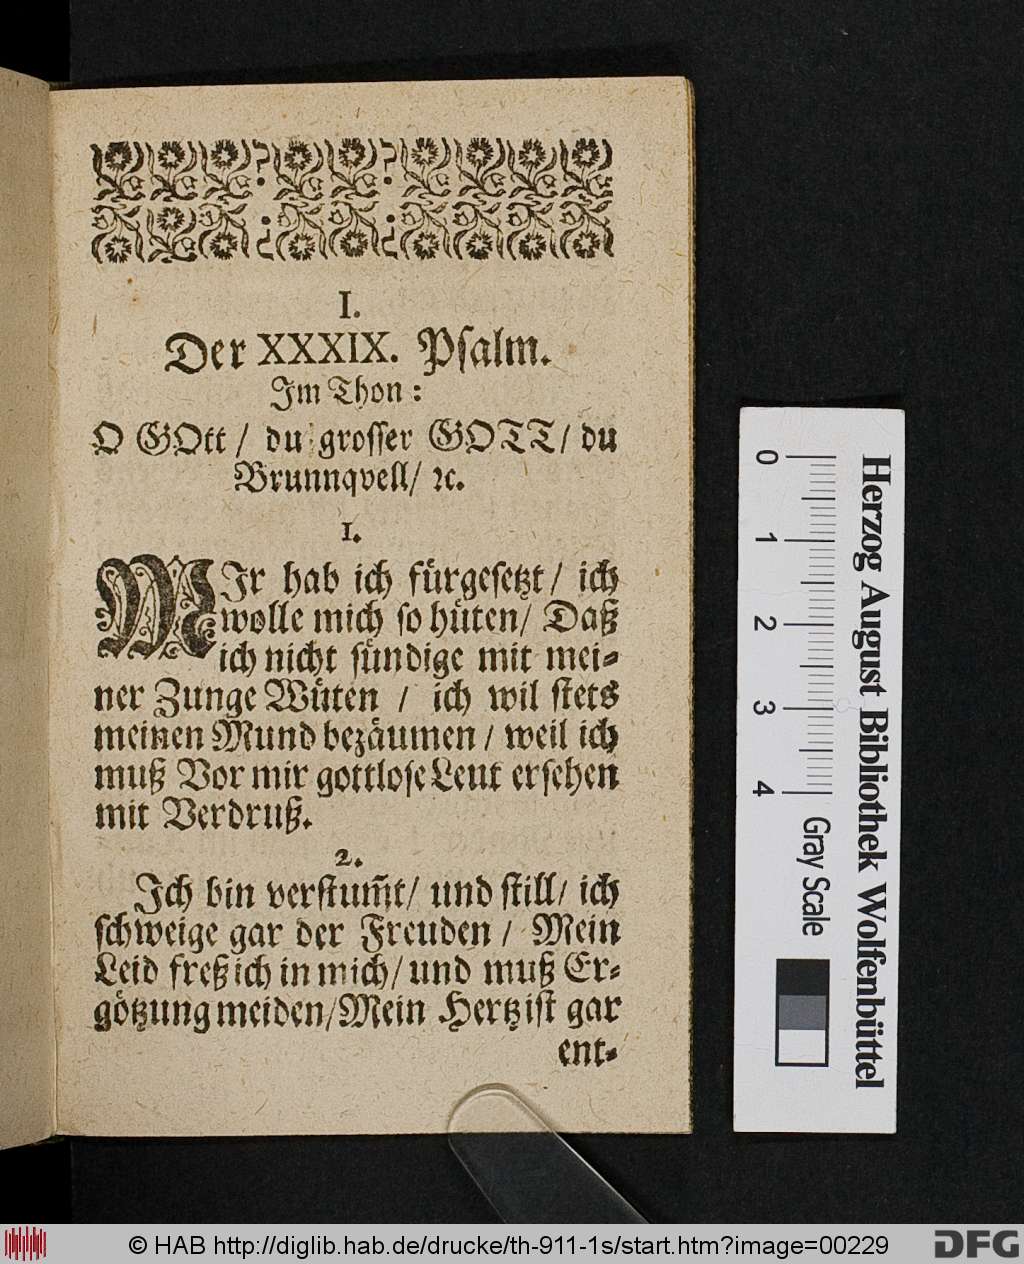 I.
Der XXXIX. Psalm.
Im Thon:
O GOtt / du grosser GOTT / du
Brunnqvell / ꝛc.
1.
MIr hab ich fürgesetzt / ich
wolle mich so hüten / Daß
ich nicht sündige mit mei-
ner Zunge Wüten / ich wil stets
meinen Mund bezäumen / weil ich
muß Vor mir gottlose Leut ersehen
mit Verdruß.
2.
Ich bin verstum̃t / und still / ich
schweige gar der Freuden / Mein
Leid freß ich in mich / und muß Er-
götzung meiden / Mein Hertz ist gar
ent-
0 1 2 3 4
Gray Scale
Herzog August Bibliothek Wolfenbüttel
© HAB http://diglib.hab.de/drucke/th-911-1s/start.htm?image=00229
DFG